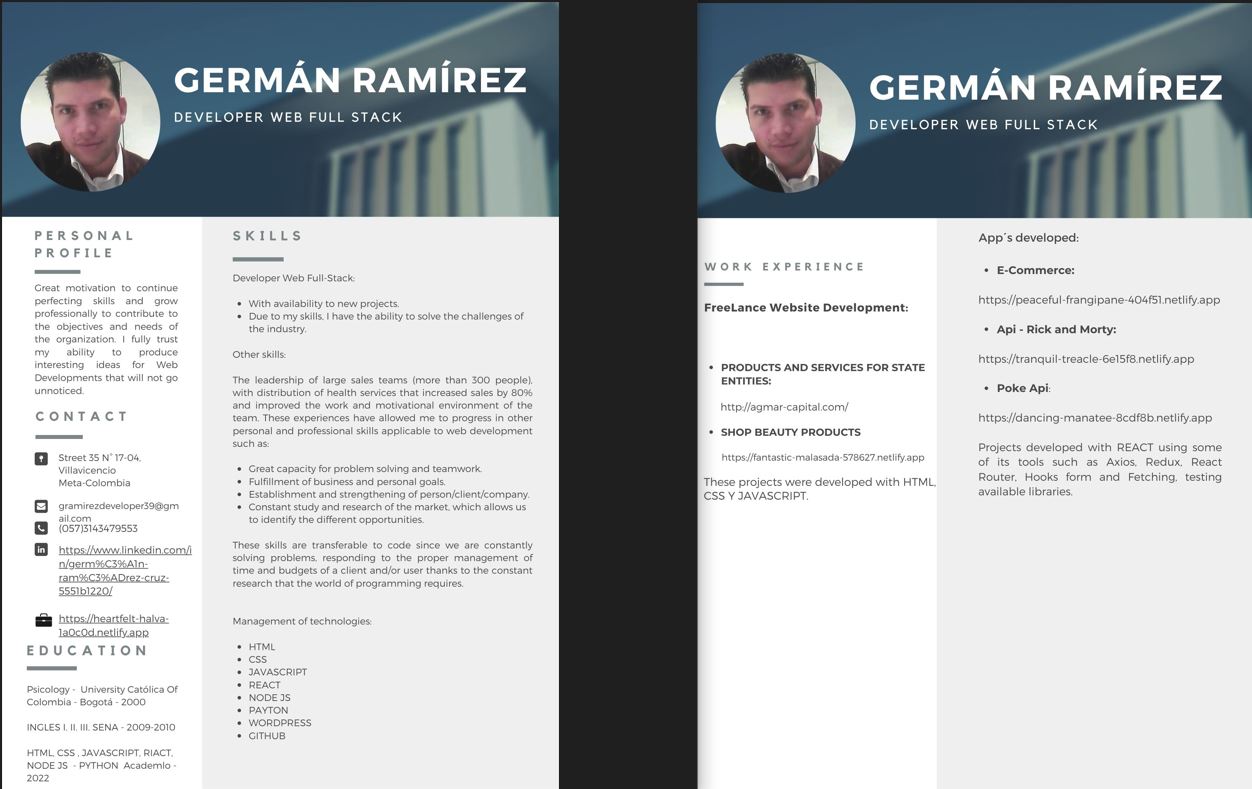 GERMÁN RAMÍREZ
DEVELOPER WEB FULL STACK
PERSONAL
PROFILE
Great motivation to continue
perfecting skills and grow
professionally to contribute to
the objectives and needs of
the organization. I fully trust
my ability to produce
interesting ideas for Web
Developments that will not go
unnoticed.
CONTACT
Street 35 N° 17-04.
Villavicencio
Meta-Colombia
gramirezdeveloper39@gm
ail.com
(057)3143479553
https://www.linkedin.com/i
n/germ%C3%A1n-
ram%C3%ADrez-cruz-
5551b1220/
https://heartfelt-halva-
1a0c0d.netlify.app
EDUCATION
Psicology - University Católica Of
Colombia - Bogotá - 2000
INGLES I. II. III. SENA - 2009-2010
HTML, CSS , JAVASCRIPT, RIACT,
NODE JS - PYTHON Academlo -
2022
SKILLS
Developer Web Full-Stack:
• With availability to new projects.
• Due to my skills, I have the ability to solve the challenges of
the industry.
Other skills:
The leadership of large sales teams (more than 300 people),
with distribution of health services that increased sales by 80%
and improved the work and motivational environment of the
team. These experiences have allowed me to progress in other
personal and professional skills applicable to web development
such as:
• Great capacity for problem solving and teamwork.
• Fulfillment of business and personal goals.
• Establishment and strengthening of person/client/company.
• Constant study and research of the market, which allows us
to identify the different opportunities.
These skills are transferable to code since we are constantly
solving problems, responding to the proper management of
time and budgets of a client and/or user thanks to the constant
research that the world of programming requires.
Management of technologies:
• HTML
• CSS
• JAVASCRIPT
• REACT
• NODE JS
• PAYTON
• WORDPRESS
• GITHUB
GERMÁN RAMÍREZ
DEVELOPER WEB FULL STACK
WORK EXPERIENCE
FreeLance Website Development:
• PRODUCTS AND SERVICES FOR STATE
ENTITIES:
http://agmar-capital.com/
• SHOP BEAUTY PRODUCTS
https://fantastic-malasada-578627.netlify.app
These projects were developed with HTML,
CSS Y JAVASCRIPT.
App´s developed:
• E-Commerce:
https://peaceful-frangipane-404f51.netlify.app
• Api - Rick and Morty:
https://tranquil-treacle-6e15f8.netlify.app
• Poke Api:
https://dancing-manatee-8cdf8b.netlify.app
Projects developed with REACT using some
of its tools such as Axios, Redux, React
Router, Hooks form and Fetching, testing
available libraries.